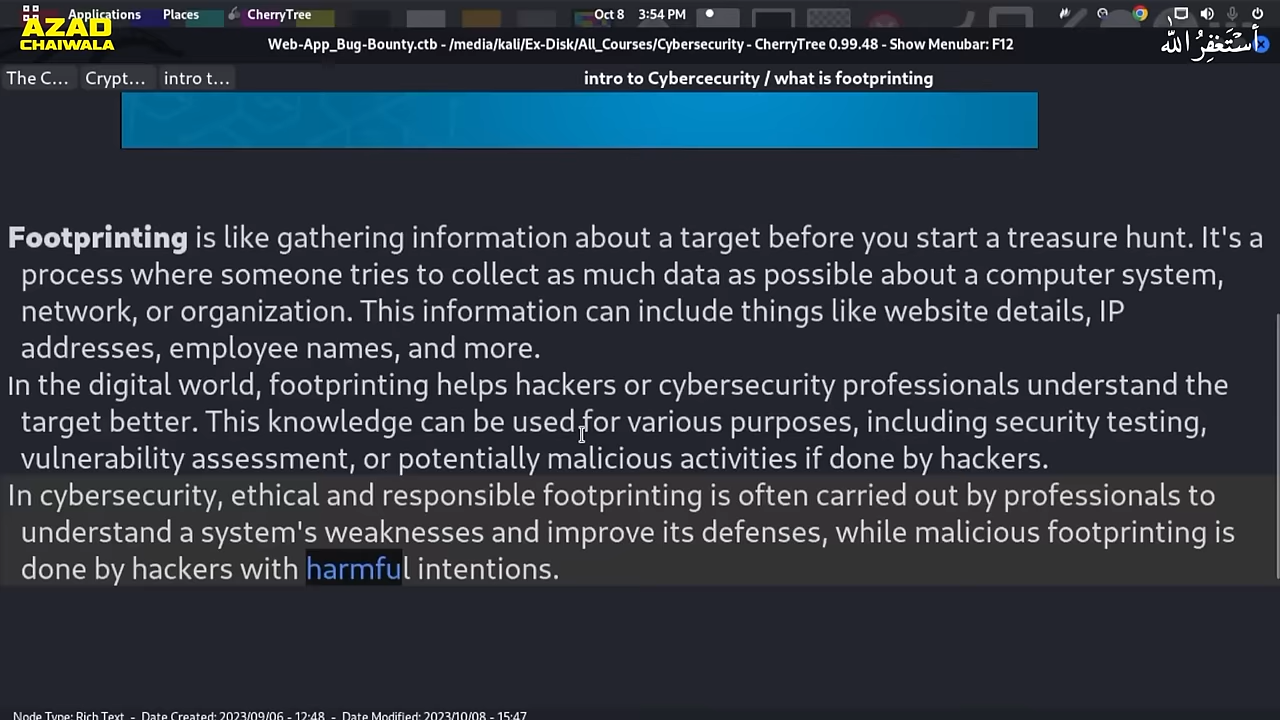 Applications Places CherryTree Oct 8 3:54 PM
AZAD
CHAIWALA
Web-App_Bug-Bounty.ctb - /media/kali/Ex-Disk/All_Courses/Cybersecurity - CherryTree 0.99.48 - Show Menubar: F12
أَسْتَغْفِرُ اللّٰه
The C... Crypt... intro t... intro to Cybercecurity / what is footprinting
Footprinting is like gathering information about a target before you start a treasure hunt. It's a
process where someone tries to collect as much data as possible about a computer system,
network, or organization. This information can include things like website details, IP
addresses, employee names, and more.
In the digital world, footprinting helps hackers or cybersecurity professionals understand the
target better. This knowledge can be used for various purposes, including security testing,
vulnerability assessment, or potentially malicious activities if done by hackers.
In cybersecurity, ethical and responsible footprinting is often carried out by professionals to
understand a system's weaknesses and improve its defenses, while malicious footprinting is
done by hackers with harmful intentions.
Node Type: Rich Text - Date Created: 2023/09/06 - 12:48 - Date Modified: 2023/10/08 - 15:47